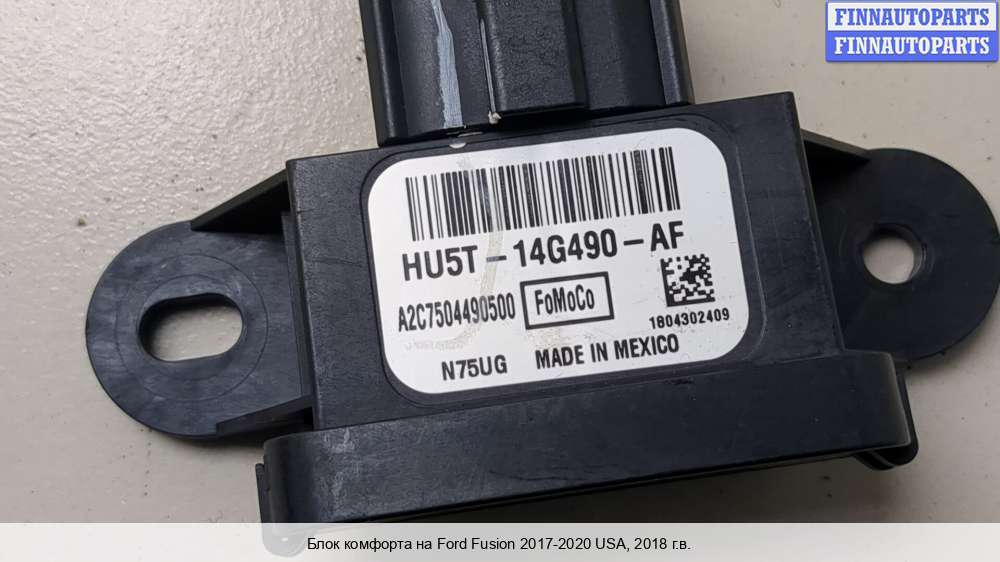 FINNAUTOPARTS
FINNAUTOPARTS
HU5T-14G490-AF
A2C7504490500 FoMoCo
1804302409
N75UG MADE IN MEXICO
Блок комфорта на Ford Fusion 2017-2020 USA, 2018 г.в.